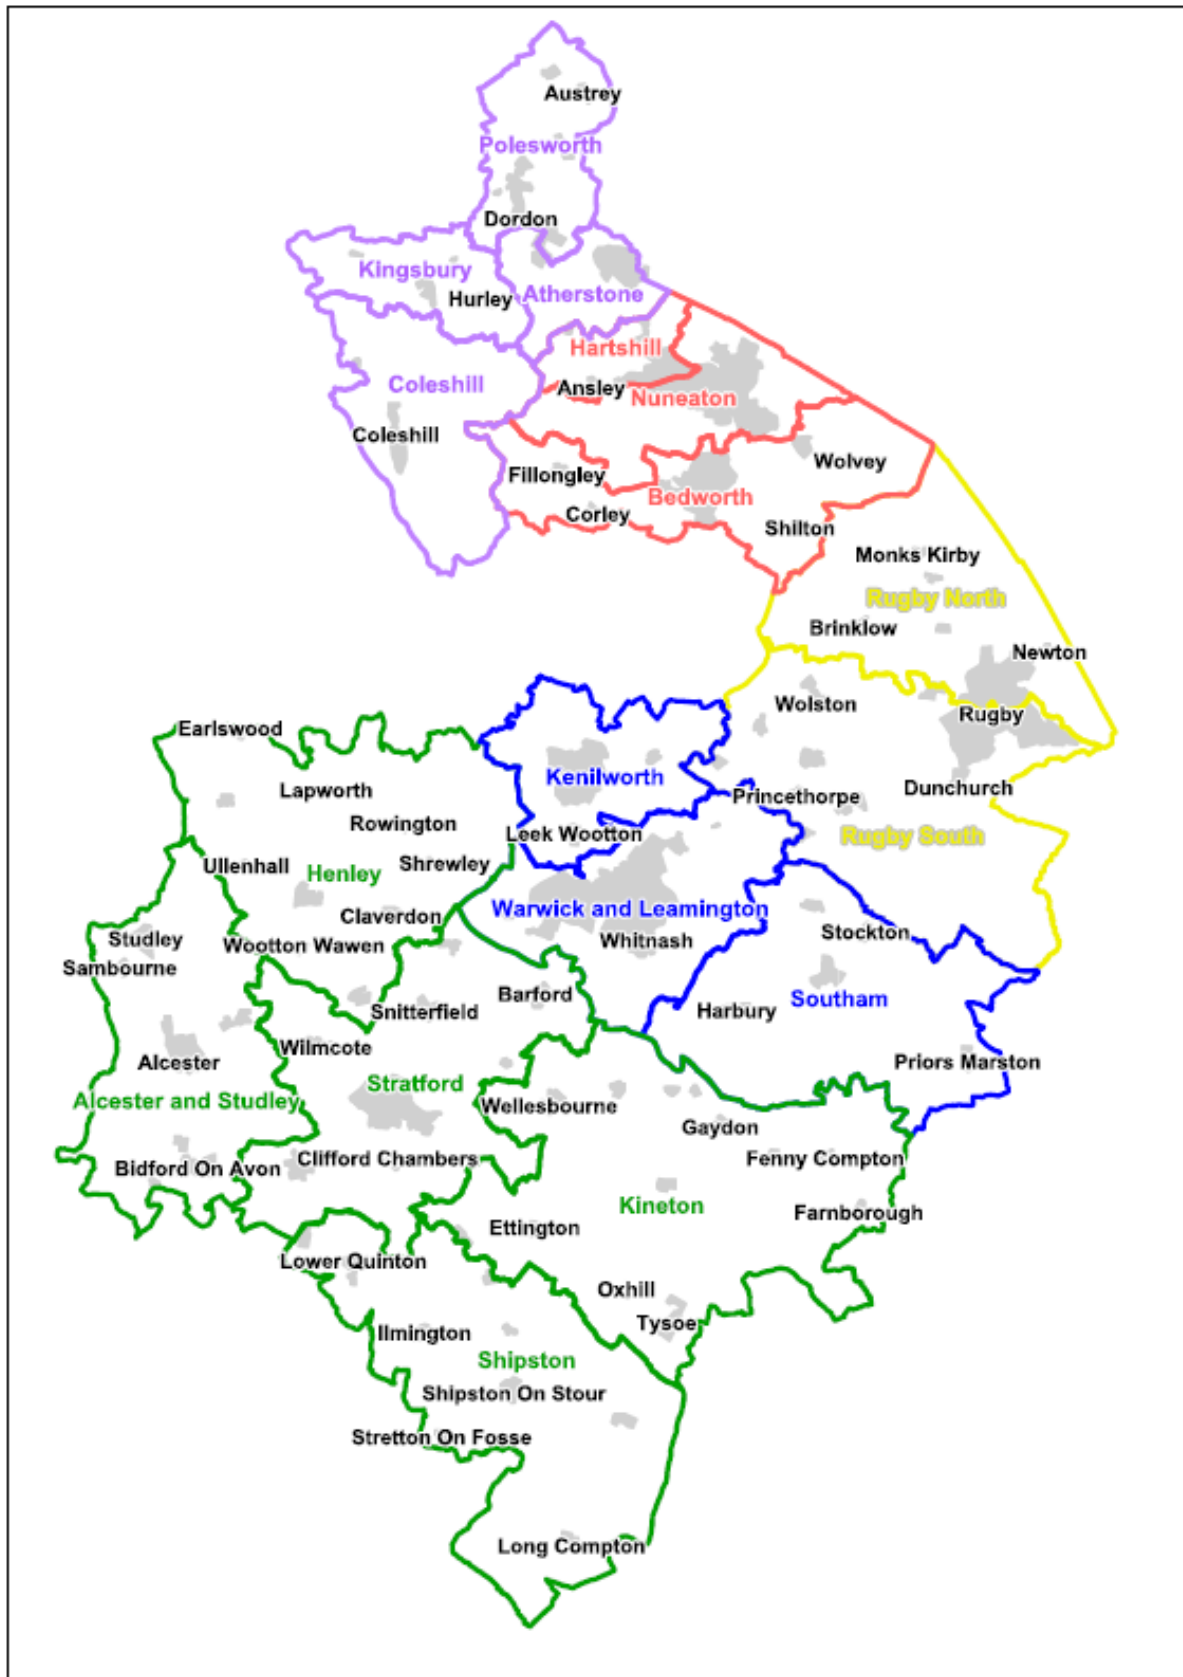 Austrey
Polesworth
Dordon
Kingsbury
Hurley
Atherstone
Hartshill
Coleshill
Ansley
Nuneaton
Coleshill
Wolvey
Fillongley
Bedworth
Corley
Shilton
Monks Kirby
Rugby North
Brinklow
Newton
Wolston
Rugby
Earlswood
Kenilworth
Lapworth
Princethorpe
Dunchurch
Rowington
Leek Wootton
Rugby South
Ullenhall
Henley
Shrewley
Warwick and Leamington
Claverdon
Stockton
Studley
Wootton Wawen
Whitnash
Sambourne
Barford
Southam
Snitterfield
Harbury
Wilmcote
Alcester
Priors Marston
Stratford
Alcester and Studley
Wellesbourne
Gaydon
Clifford Chambers
Fenny Compton
Bidford On Avon
Kineton
Farnborough
Ettington
Lower Quinton
Oxhill
Tysoe
Ilmington
Shipston
Shipston On Stour
Stretton On Fosse
Long Compton